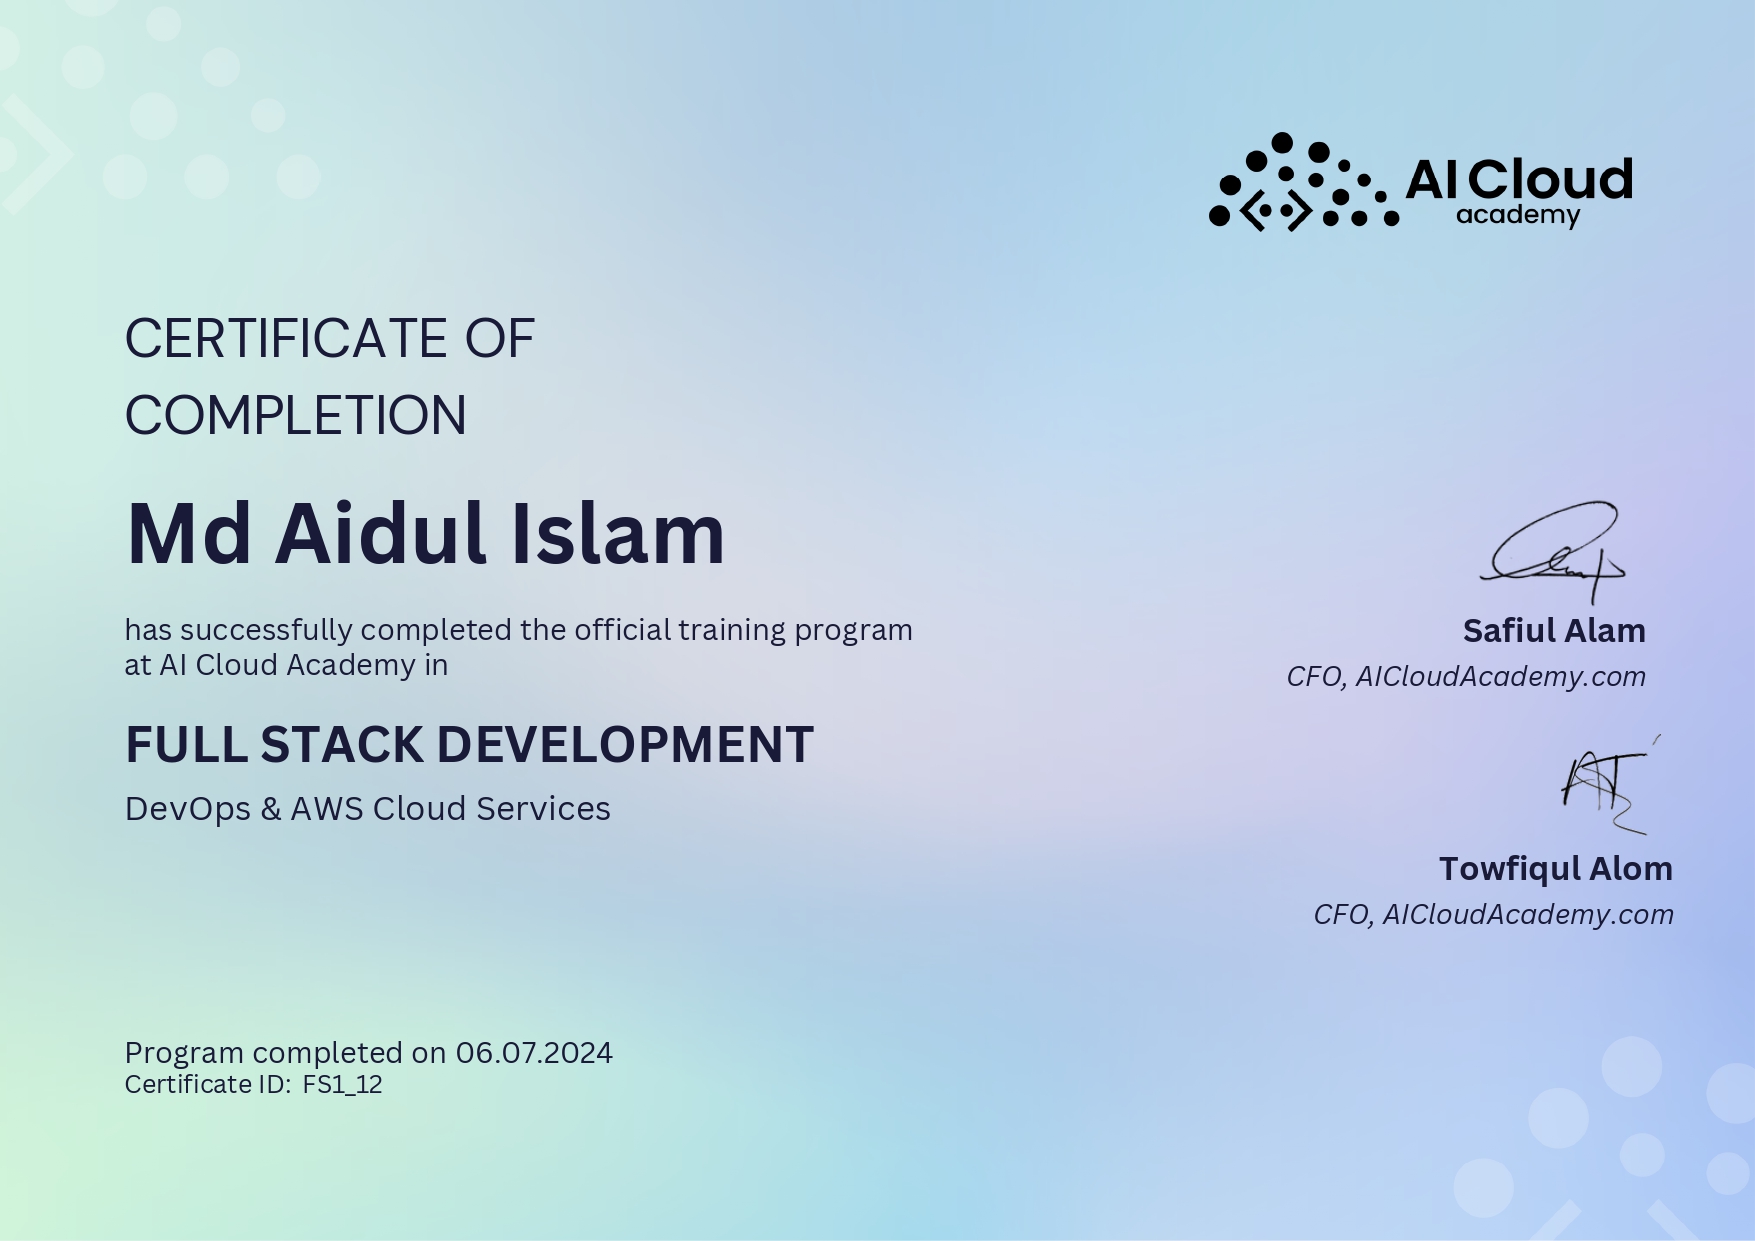 AI Cloud
academy
CERTIFICATE OF
COMPLETION
Md Aidul Islam
has successfully completed the official training program
at AI Cloud Academy in
FULL STACK DEVELOPMENT
DevOps & AWS Cloud Services
Safiul Alam
CFO, AICloudAcademy.com
Towfiqul Alom
CFO, AICloudAcademy.com
Program completed on 06.07.2024
Certificate ID: FS1_12